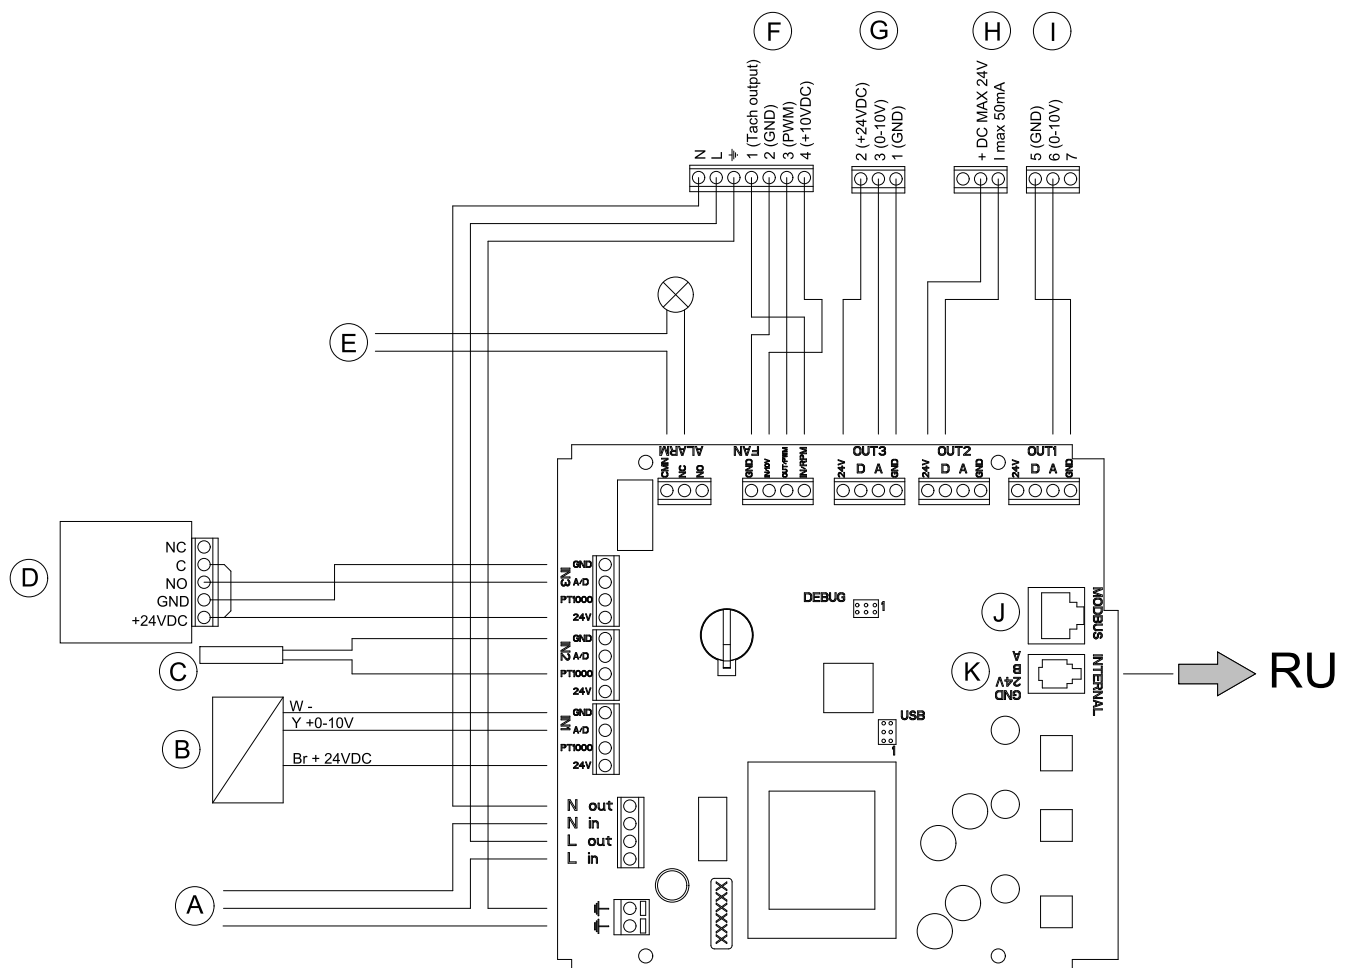 F
G
H
I
N
L
1 (Tach output)
2 (GND)
3 (PWM)
4 (+10VDC)
2 (+24VDC)
3 (0-10V)
1 (GND)
+ DC MAX 24V
I max 50mA
5 (GND)
6 (0-10V)
7
E
ALARM
FAN
OUT3
OUT2
OUT1
CMN
NC
NO
GND
IN/10V
OUT/PWM
IN/RPM
24V
D
A
GND
24V
D
A
GND
24V
D
A
GND
D
NC
C
NO
GND
+24VDC
IN3
GND
A/D
PT1000
24V
DEBUG
1
J
MODBUS
C
IN2
GND
A/D
PT1000
24V
K
A
B
24V
GND
INTERNAL
RU
B
W -
Y +0-10V
Br + 24VDC
IN1
GND
A/D
PT1000
24V
USB
1
N out
N in
L out
L in
A
XXXXXX